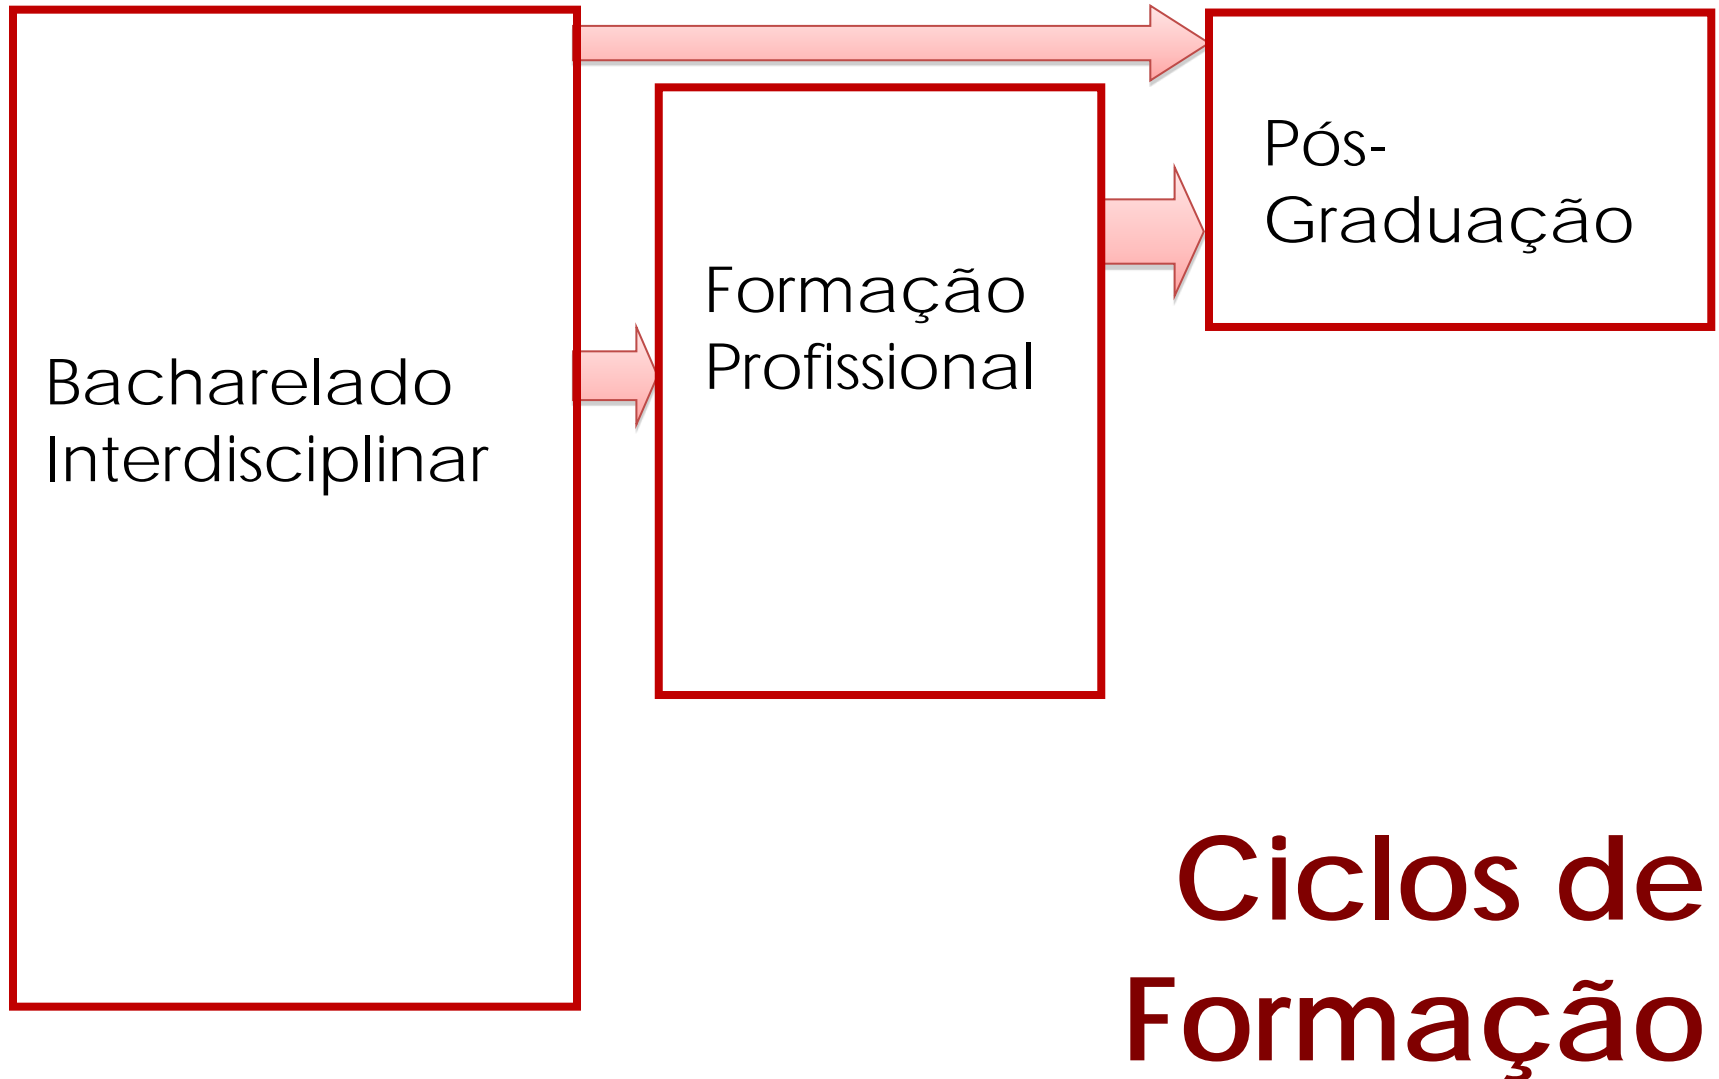 Bacharelado
Interdisciplinar
Formação
Profissional
Pós-
Graduação
Ciclos de
Formação